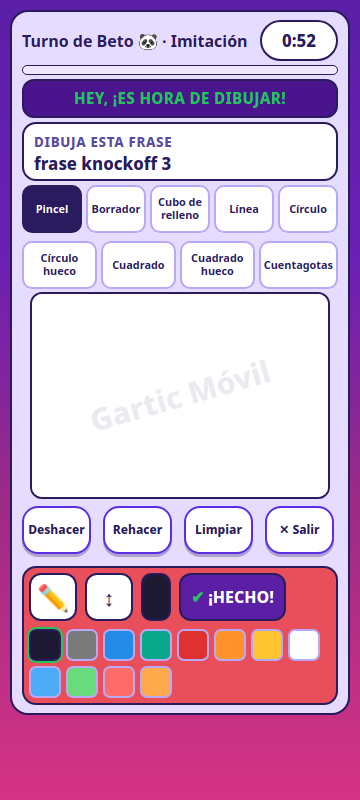 Turno de Beto 🐼 · Imitación
0:52
HEY, ¡ES HORA DE DIBUJAR!
DIBUJA ESTA FRASE
frase knockoff 3
Pincel
Borrador
Cubo de
relleno
Línea
Círculo
Círculo
hueco
Cuadrado
Cuadrado
hueco
Cuentagotas
Gartic Móvil
Deshacer
Rehacer
Limpiar
✕ Salir
✔ ¡HECHO!